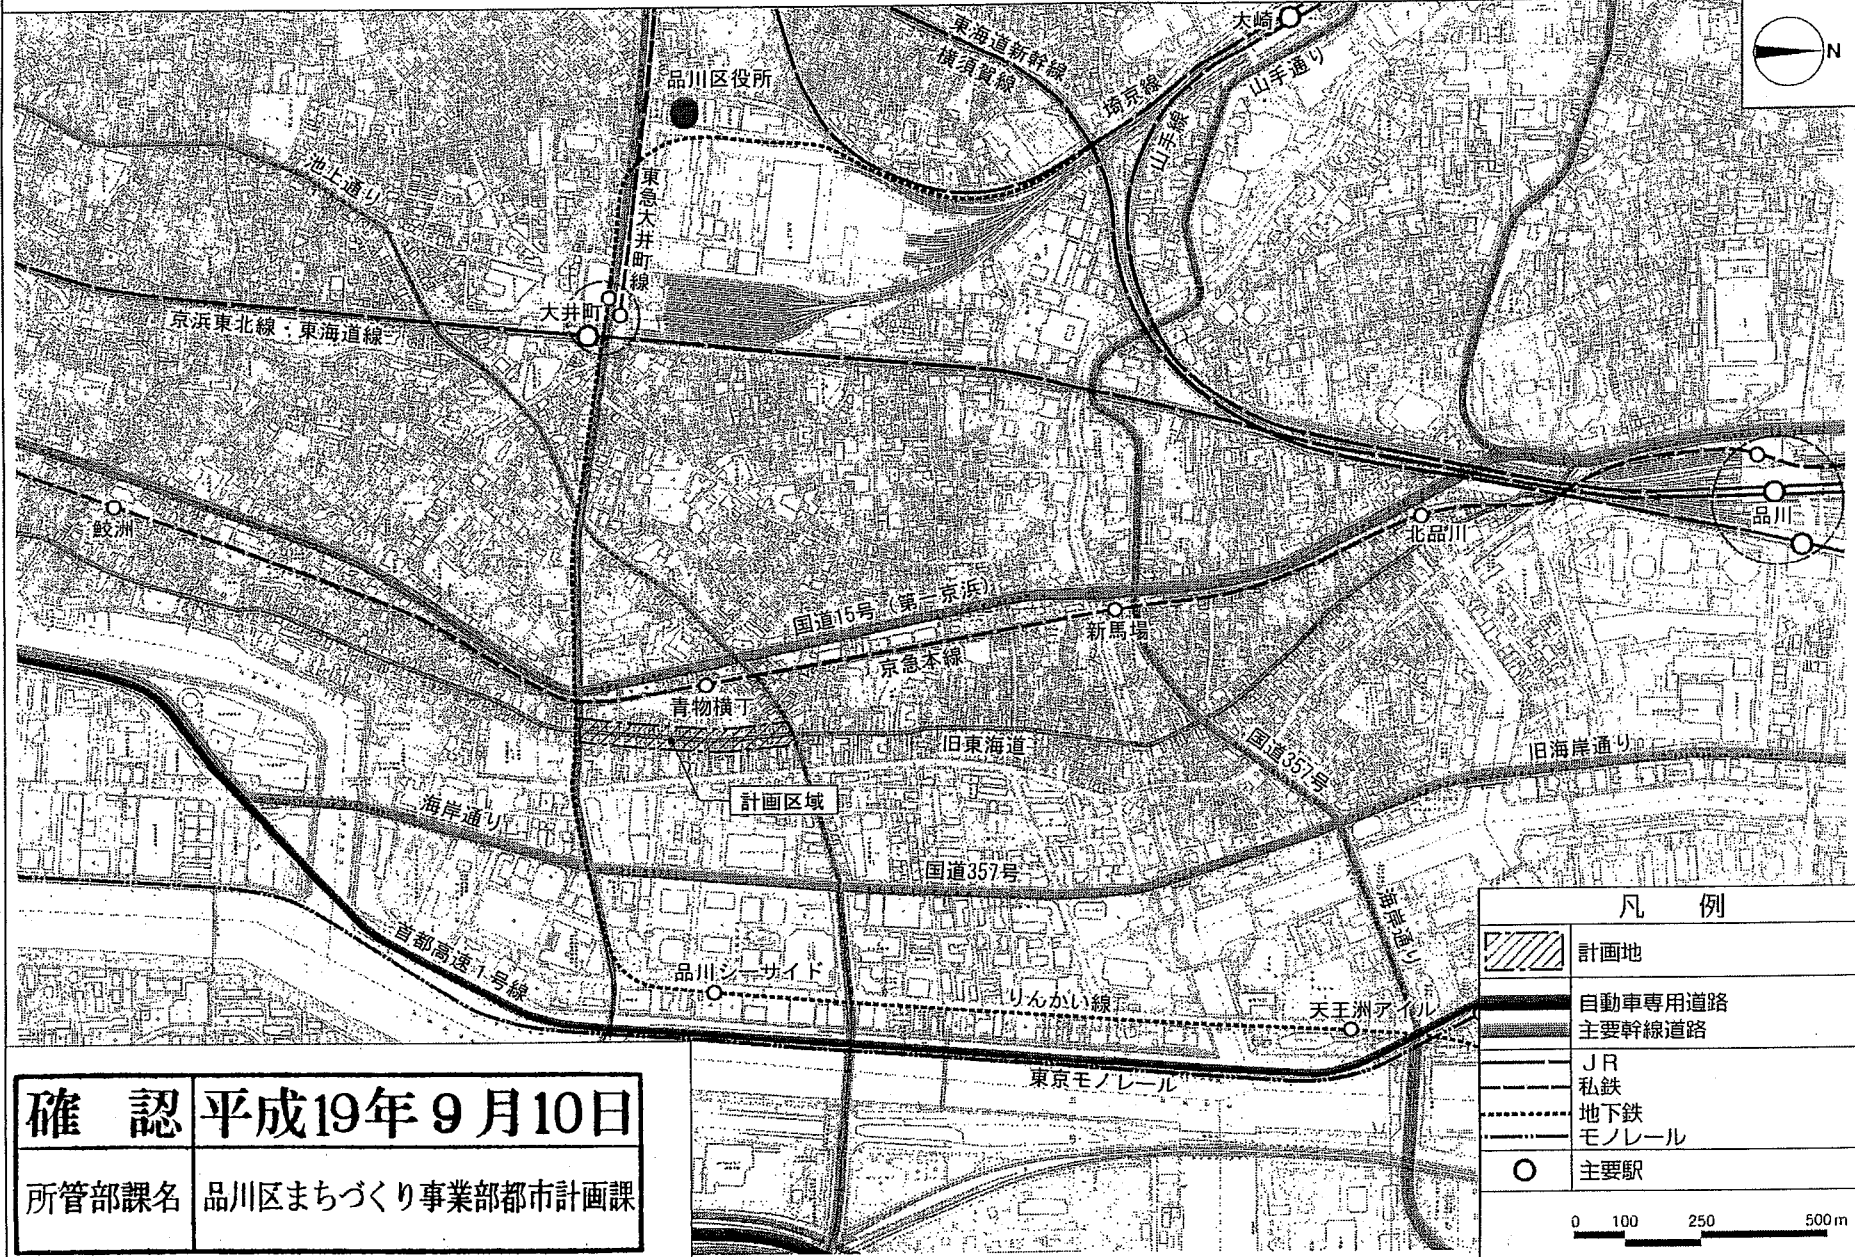 大崎
N
東海道新幹線
横須賀線
埼京線
山手通り
山手線
品川区役所
池上通り
東急大井町線
大井町
京浜東北線・東海道線
鮫洲
品川
北品川
国道15号(第一京浜)
新馬場
京急本線
青物横丁
旧東海道
国道357号
旧海岸通り
計画区域
海岸通り
国道357号
海岸通り
首都高速1号線
品川シーサイド
りんかい線
天王洲アイル
東京モノレール
凡 例
計画地
自動車専用道路
主要幹線道路
JR
私鉄
地下鉄
モノレール
主要駅
0 100 250 500m
確 認 平成19年9月10日
所管部課名 品川区まちづくり事業部都市計画課